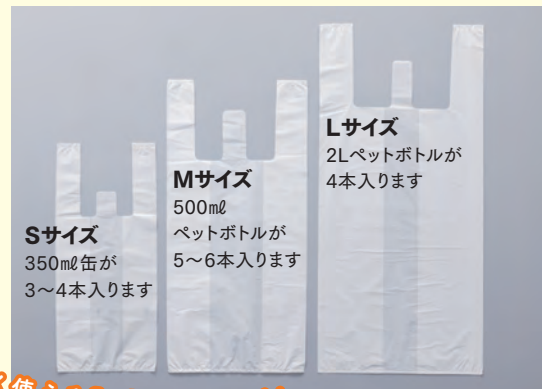 Sサイズ
350㎖缶が
3～4本入ります
Mサイズ
500㎖
ペットボトルが
5～6本入ります
Lサイズ
2Lペットボトルが
4本入ります